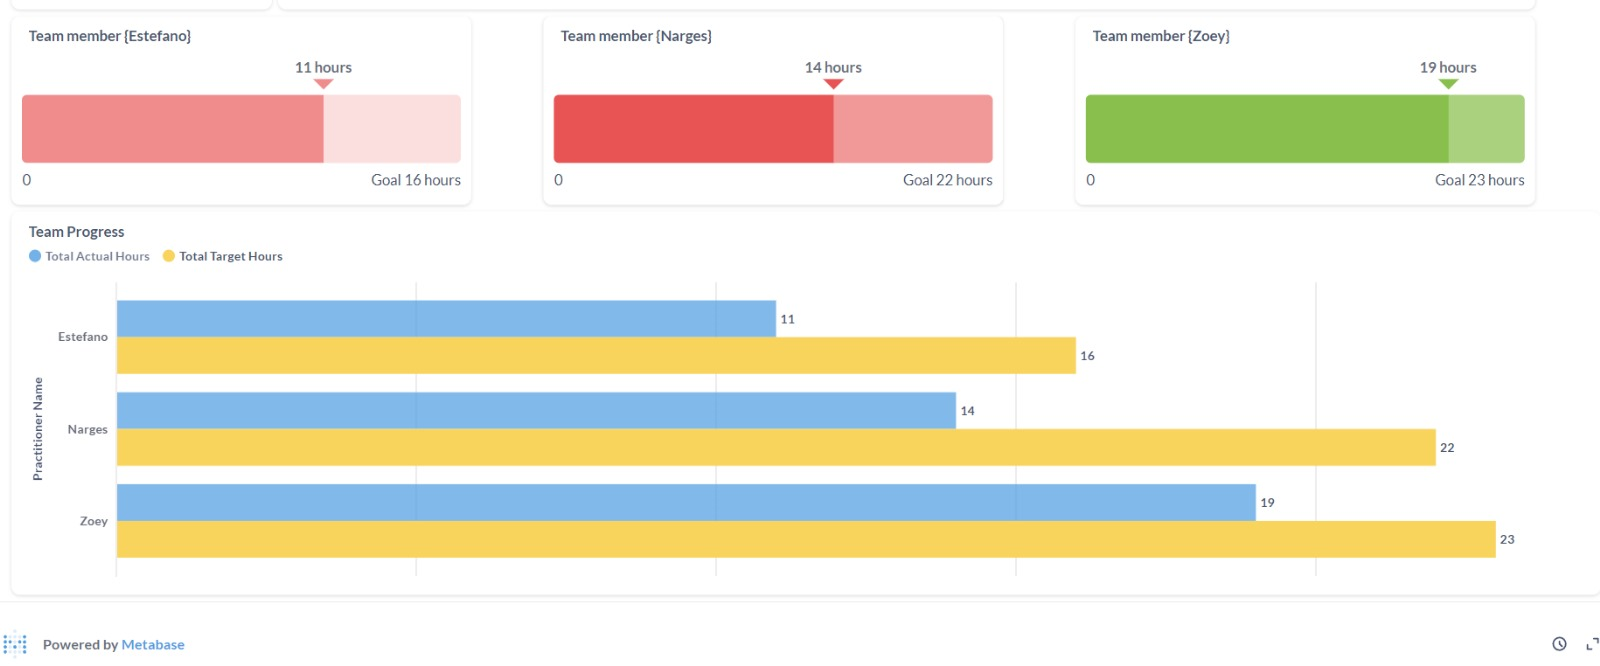 Team member {Estefano}
11 hours
0
Goal 16 hours
Team member {Narges}
14 hours
0
Goal 22 hours
Team member {Zoey}
19 hours
0
Goal 23 hours
Team Progress
Total Actual Hours
Total Target Hours
Practitioner Name
Estefano
11
16
Narges
14
22
Zoey
19
23
Powered by Metabase